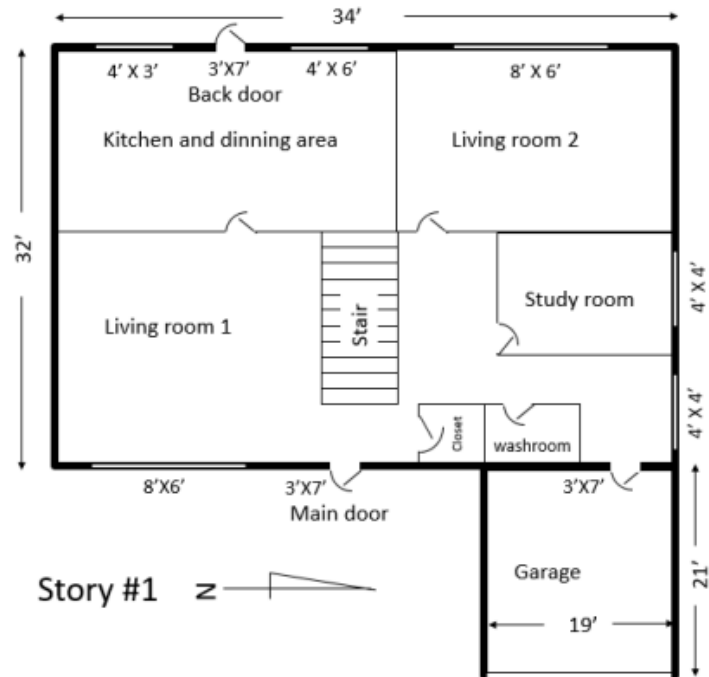 34’
4’ X 3’
3’X7’
4’ X 6’
8’ X 6’
Back door
Kitchen and dinning area
Living room 2
32’
Living room 1
Stair
Study room
4’ X 4’
4’ X 4’
Closet
washroom
8’X6’
3’X7’
3’X7’
Main door
Story #1
N
Garage
19’
21’